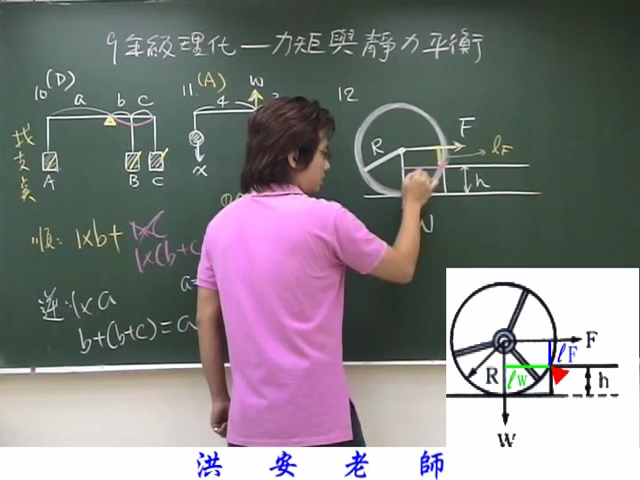 9年級理化—力矩與靜力平衡
10.(D)
a b c
找支點
A B C
順: 1×b+ 1×c
1×(b+c)
逆: 1×a
b+(b+c)=a
11.(A)
4
W
x
a=
12
R F
lF
h
W
F
lF
R lW h
W
洪安老師